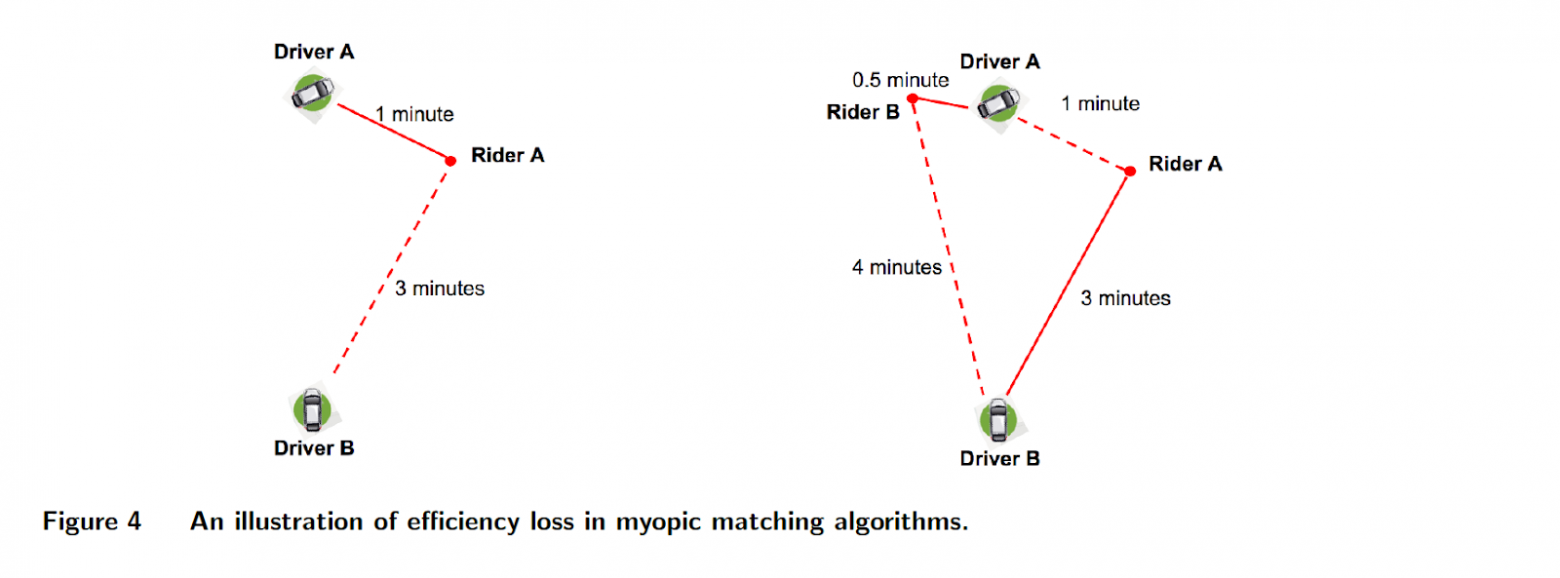 Driver A
1 minute
Rider A
3 minutes
Driver B
Driver A
0.5 minute
Rider B
1 minute
Rider A
4 minutes
3 minutes
Driver B
Figure 4 An illustration of efficiency loss in myopic matching algorithms.